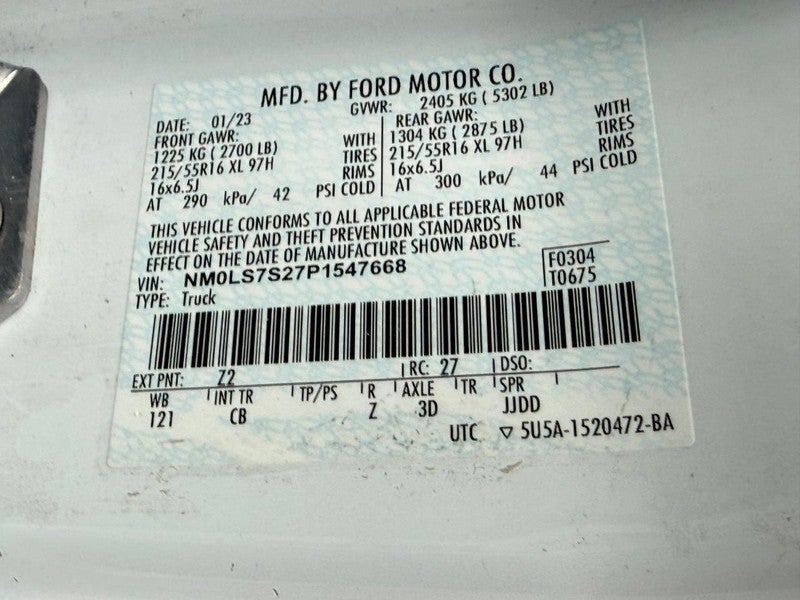 MFD. BY FORD MOTOR CO.
DATE: 01/23 GVWR: 2405 KG ( 5302 LB)
FRONT GAWR:
1225 KG ( 2700 LB) WITH
215/55R16 XL 97H TIRES
16x6.5J RIMS
AT 290 kPa/ 42 PSI COLD
REAR GAWR:
1304 KG ( 2875 LB) WITH
215/55R16 XL 97H TIRES
16x6.5J RIMS
AT 300 kPa/ 44 PSI COLD
THIS VEHICLE CONFORMS TO ALL APPLICABLE FEDERAL MOTOR
VEHICLE SAFETY AND THEFT PREVENTION STANDARDS IN
EFFECT ON THE DATE OF MANUFACTURE SHOWN ABOVE.
VIN: NM0LS7S27P1547668 F0304
TYPE: Truck T0675
EXT PNT: Z2 RC: 27 DSO:
WB INT TR TP/PS R AXLE TR SPR
121 CB Z 3D JJDD
UTC ▽ 5U5A-1520472-BA